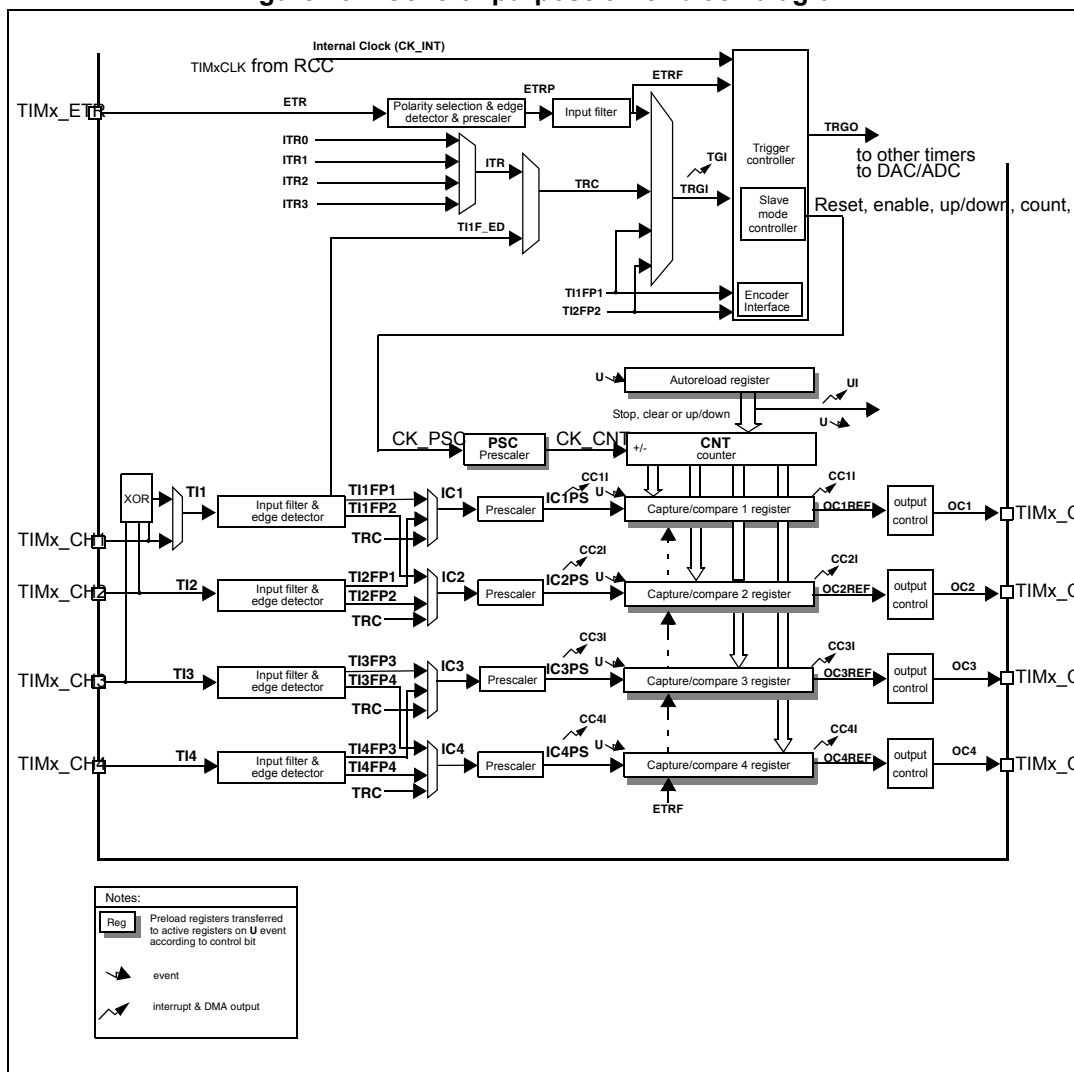 Internal Clock (CK_INT)
TIMxCLK from RCC
TIMx_ETR
ETR
Polarity selection & edge
detector & prescaler
ETRP
Input filter
ETRF
ITR0
ITR1
ITR2
ITR3
ITR
TI1F_ED
TRC
TRGI
TGI
Trigger
controller
TRGO
to other timers
to DAC/ADC
Slave
mode
controller
Reset, enable, up/down, count,
TI1FP1
TI2FP2
Encoder
Interface
U
Autoreload register
UI
Stop, clear or up/down
U
CK_PSC
PSC
Prescaler
CK_CNT
+/-
CNT
counter
XOR
TI1
TIMx_CH1
Input filter &
edge detector
TI1FP1
TI1FP2
TRC
IC1
Prescaler
IC1PS
CC1I
U
Capture/compare 1 register
CC1I
OC1REF
output
control
OC1
TIMx_C
TIMx_CH2
TI2
Input filter &
edge detector
TI2FP1
TI2FP2
TRC
IC2
Prescaler
IC2PS
CC2I
U
Capture/compare 2 register
CC2I
OC2REF
output
control
OC2
TIMx_C
TIMx_CH3
TI3
Input filter &
edge detector
TI3FP3
TI3FP4
TRC
IC3
Prescaler
IC3PS
CC3I
U
Capture/compare 3 register
CC3I
OC3REF
output
control
OC3
TIMx_C
TIMx_CH4
TI4
Input filter &
edge detector
TI4FP3
TI4FP4
TRC
IC4
Prescaler
IC4PS
CC4I
U
Capture/compare 4 register
CC4I
OC4REF
output
control
OC4
TIMx_C
ETRF
Notes:
Reg
Preload registers transferred
to active registers on U event
according to control bit
event
interrupt & DMA output